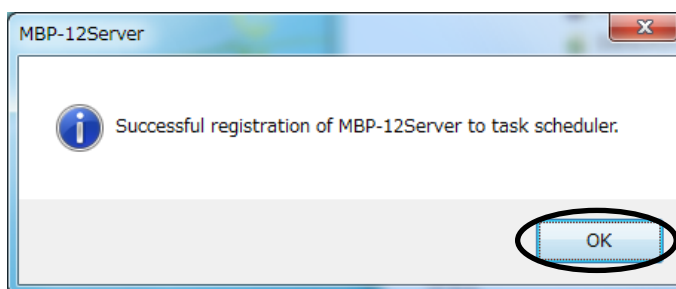 MBP-12Server
Successful registration of MBP-12Server to task scheduler.
OK